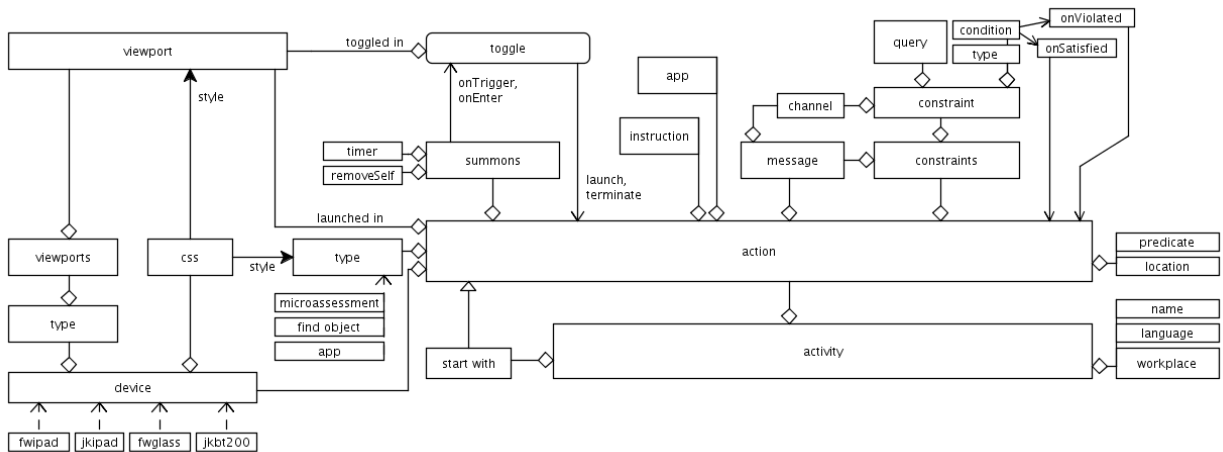 onViolated
condition
onSatisfied
type
query
viewport
toggled in
toggle
style
onTrigger,
onEnter
app
channel
constraint
instruction
timer
removeSelf
summons
message
constraints
launch,
terminate
launched in
viewports
css
style
type
action
predicate
location
type
microassessment
find object
app
name
language
workplace
start with
activity
device
fwipad
jkipad
fwglass
jkbt200